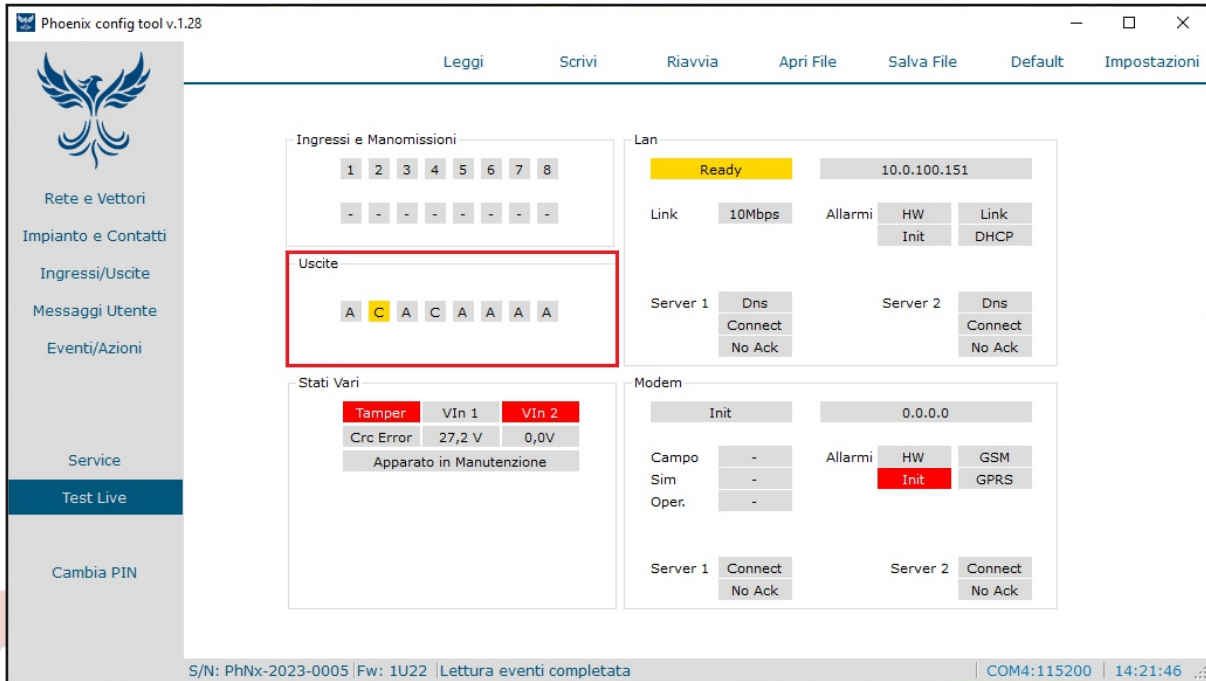 Phoenix config tool v.1.28
Leggi Scrivi Riavvia Apri File Salva File Default Impostazioni
Rete e Vettori
Impianto e Contatti
Ingressi/Uscite
Messaggi Utente
Eventi/Azioni
Service
Test Live
Cambia PIN
Ingressi e Manomissioni
1 2 3 4 5 6 7 8
- - - - - - - -
Uscite
A C A C A A A A
Stati Vari
Tamper VIn 1 VIn 2
Crc Error 27,2 V 0,0V
Apparato in Manutenzione
Lan
Ready 10.0.100.151
Link 10Mbps Allarmi HW Link
Init DHCP
Server 1 Dns Server 2 Dns
Connect Connect
No Ack No Ack
Modem
Init 0.0.0.0
Campo - Allarmi HW GSM
Sim - Init GPRS
Oper. -
Server 1 Connect Server 2 Connect
No Ack No Ack
S/N: PhNx-2023-0005 |Fw: 1U22 |Lettura eventi completata | COM4:115200 | 14:21:46